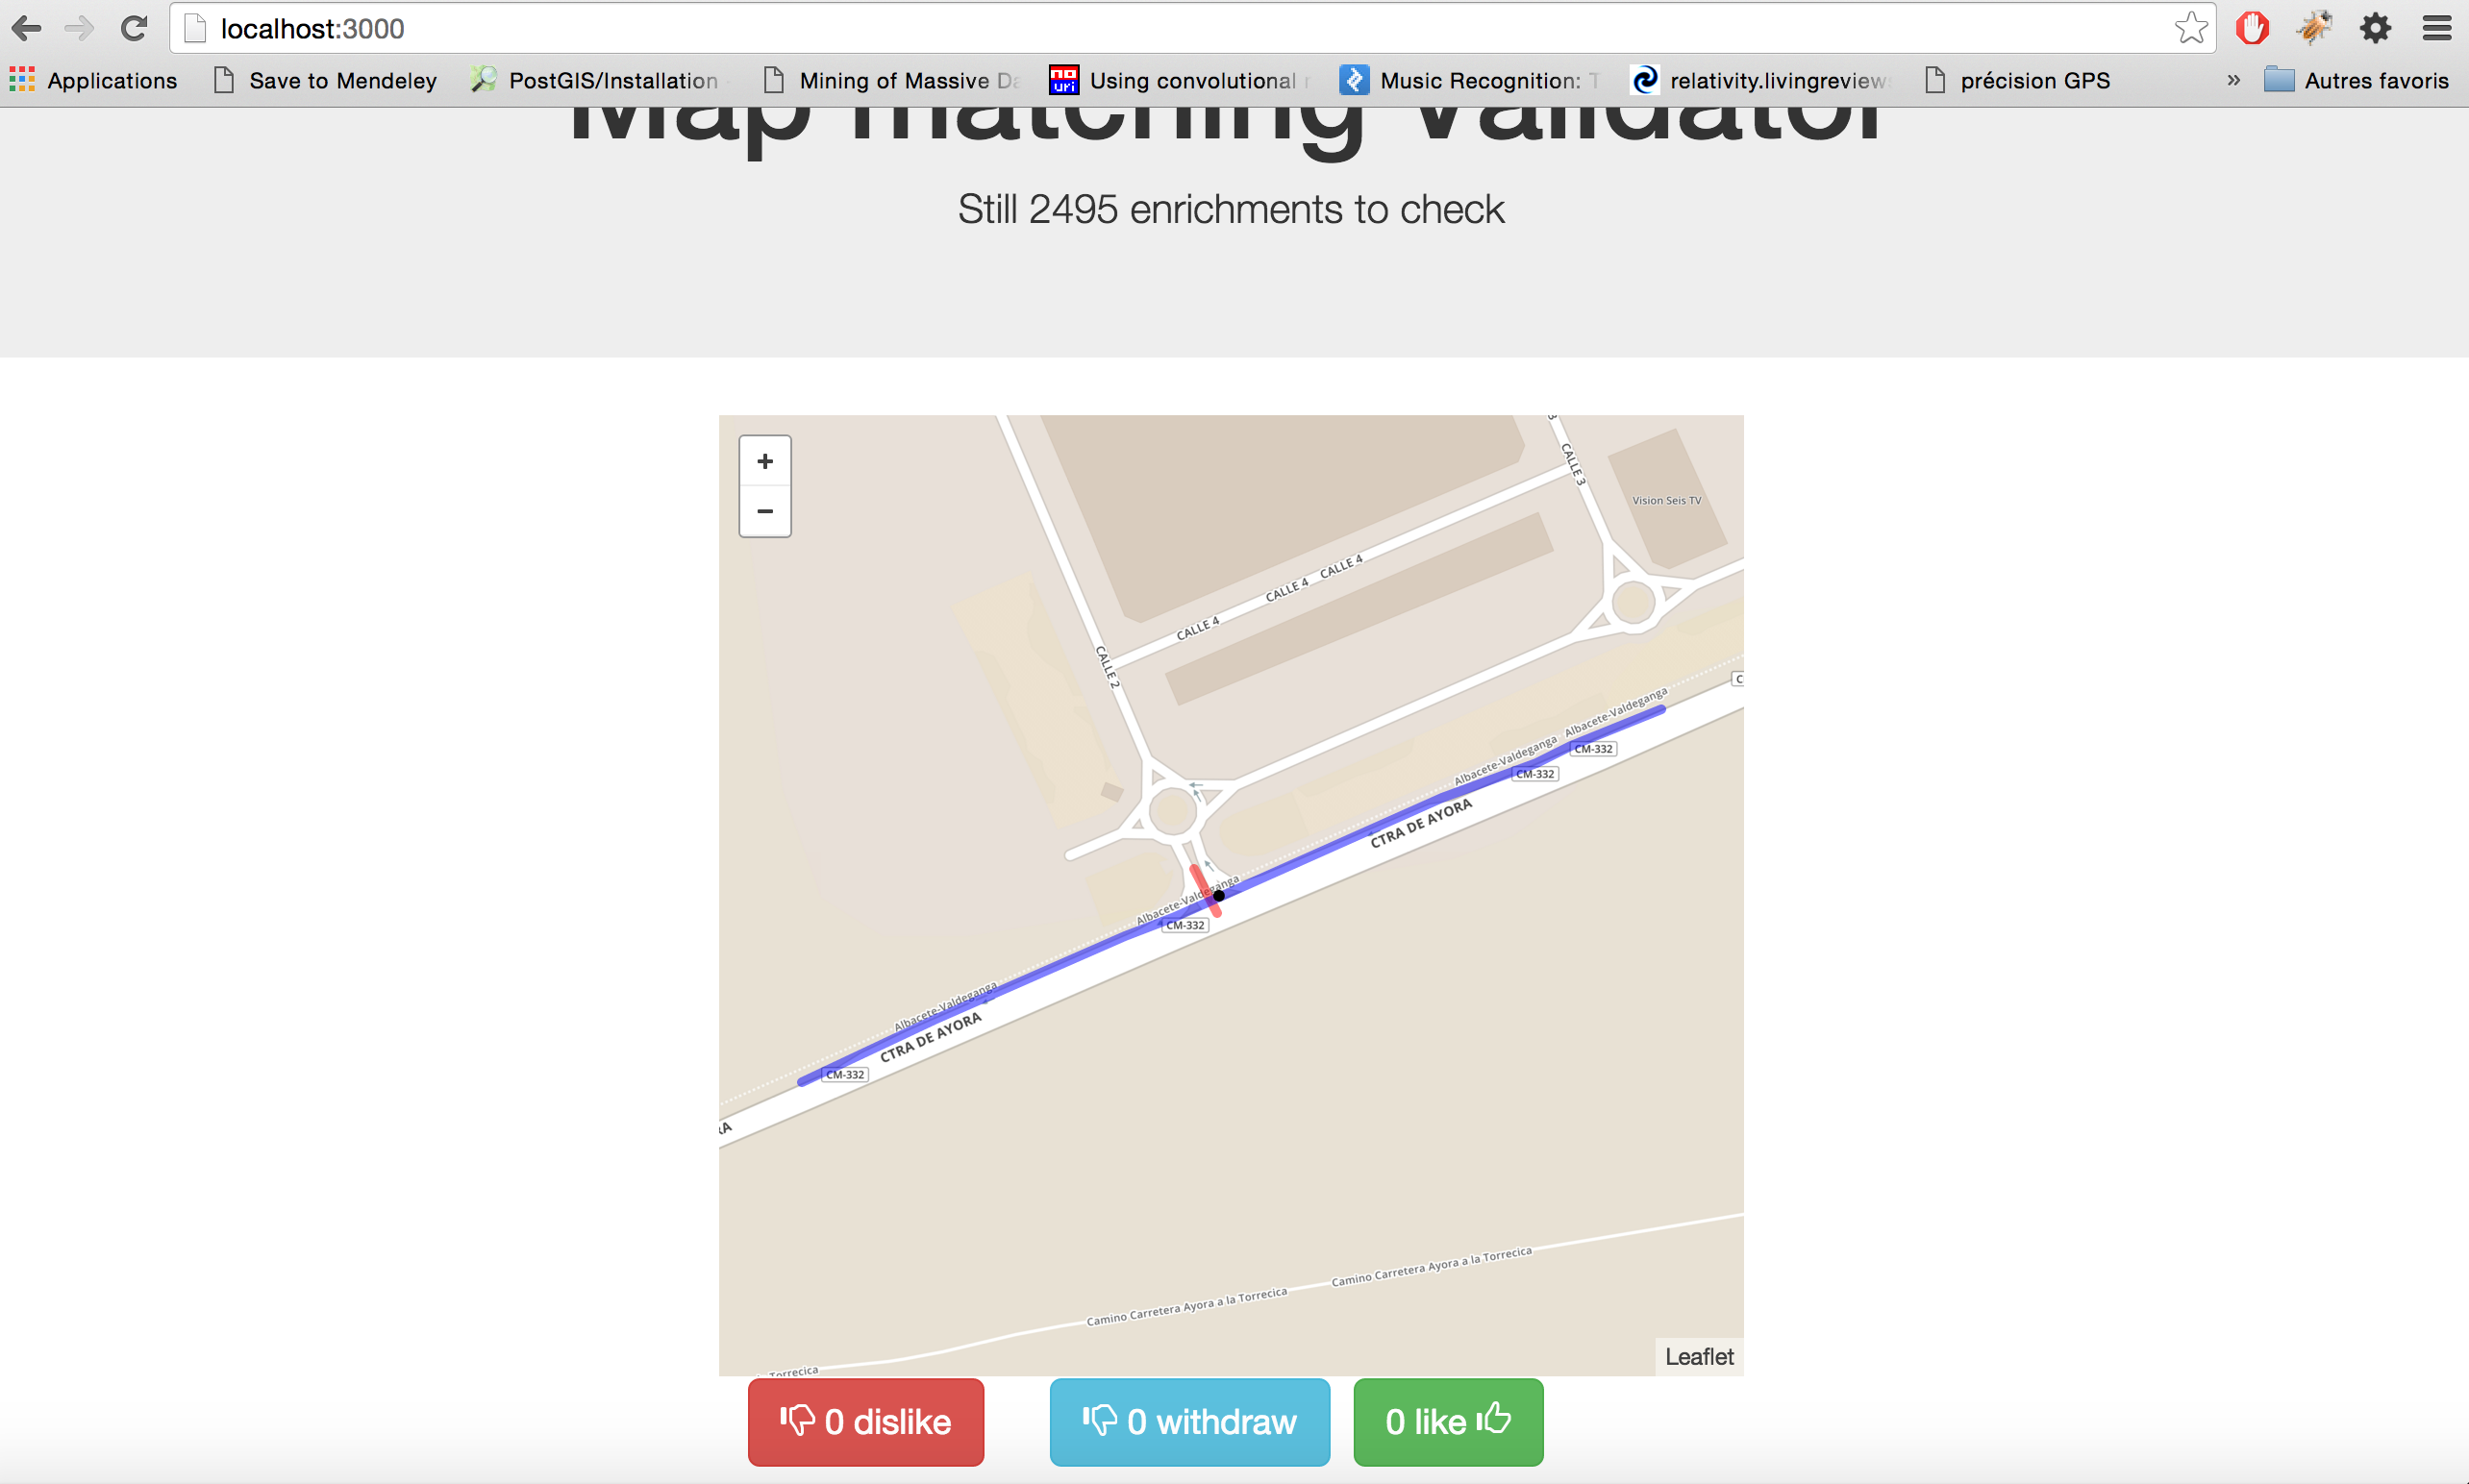 localhost:3000
Applications
Save to Mendeley
PostGIS/Installation
Mining of Massive Da
no
uri
Using convolutional
Music Recognition: T
relativity.livingreviews
précision GPS
»
Autres favoris
Map matching Validator
Still 2495 enrichments to check
+
−
CALLE 3
Vision Seis TV
CALLE 4
CALLE 4
CALLE 4
CALLE 2
C
Albacete-Valdeganga
Albacete-Valdeganga
CM-332
CM-332
CTRA DE AYORA
Albacete-Valdeganga
CM-332
Albacete-Valdeganga
CTRA DE AYORA
CM-332
RA
Camino Carretera Ayora a la Torrecica
Camino Carretera Ayora a la Torrecica
Torrecica
Leaflet
0 dislike
0 withdraw
0 like